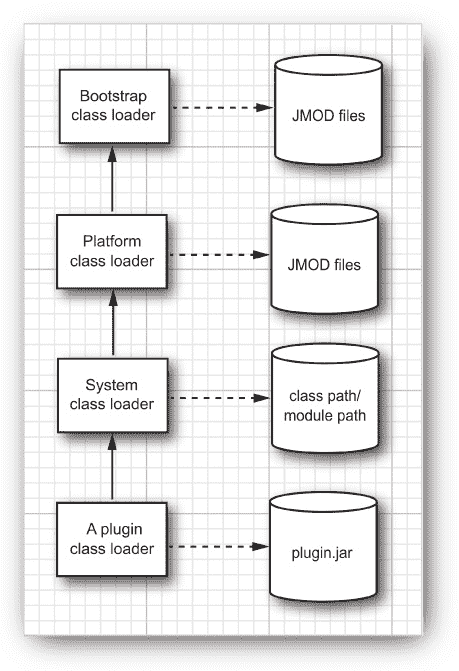 Bootstrap
class loader
JMOD files
Platform
class loader
JMOD files
System
class loader
class path/
module path
A plugin
class loader
plugin.jar